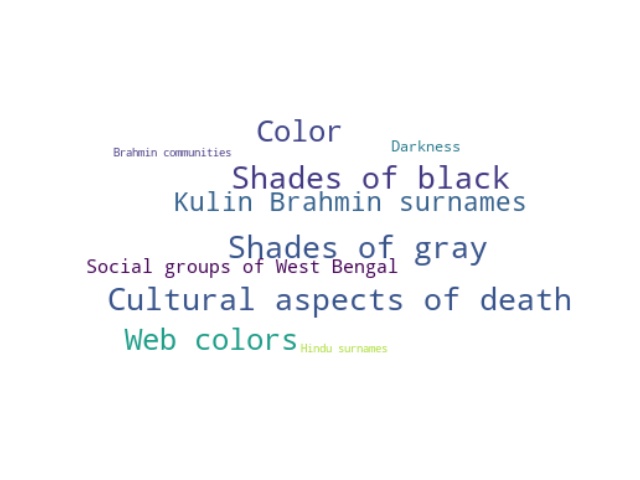 Color
Darkness
Brahmin communities
Shades of black
Kulin Brahmin surnames
Shades of gray
Social groups of West Bengal
Cultural aspects of death
Web colors
Hindu surnames